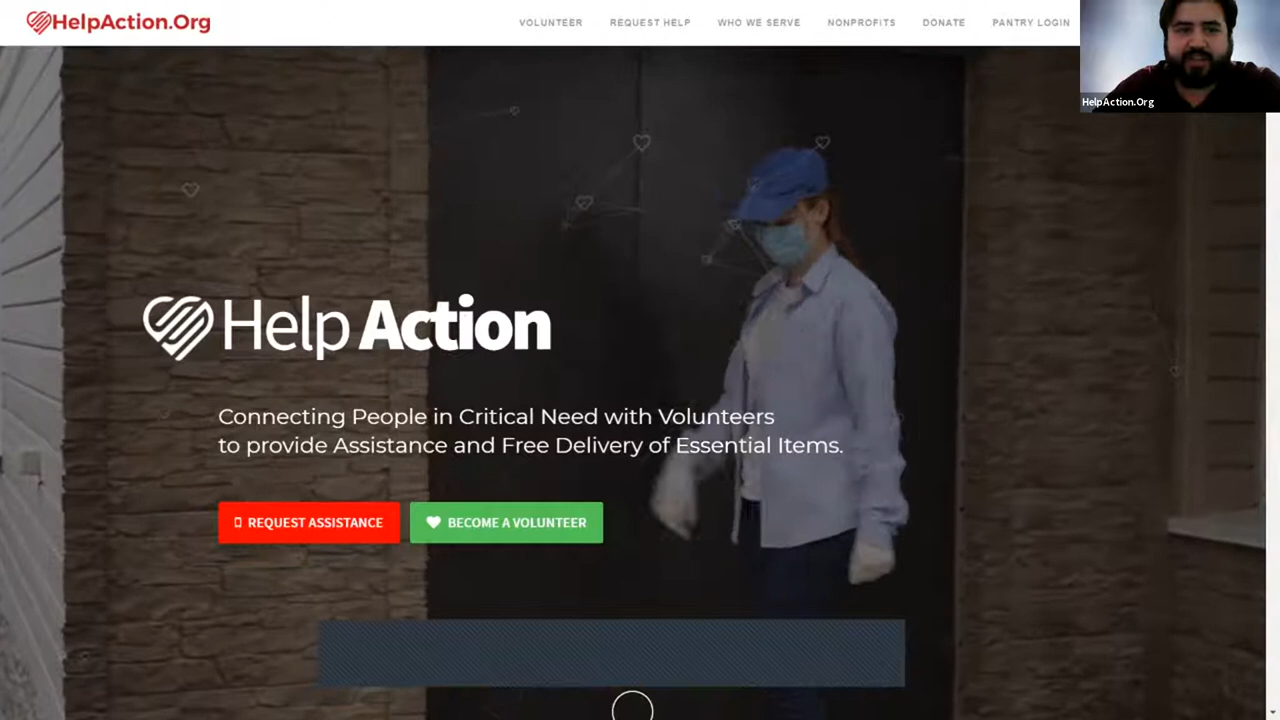 HelpAction.Org
VOLUNTEER REQUEST HELP WHO WE SERVE NONPROFITS DONATE PANTRY LOGIN
HelpAction.Org
Help Action
Connecting People in Critical Need with Volunteers
to provide Assistance and Free Delivery of Essential Items.
REQUEST ASSISTANCE BECOME A VOLUNTEER